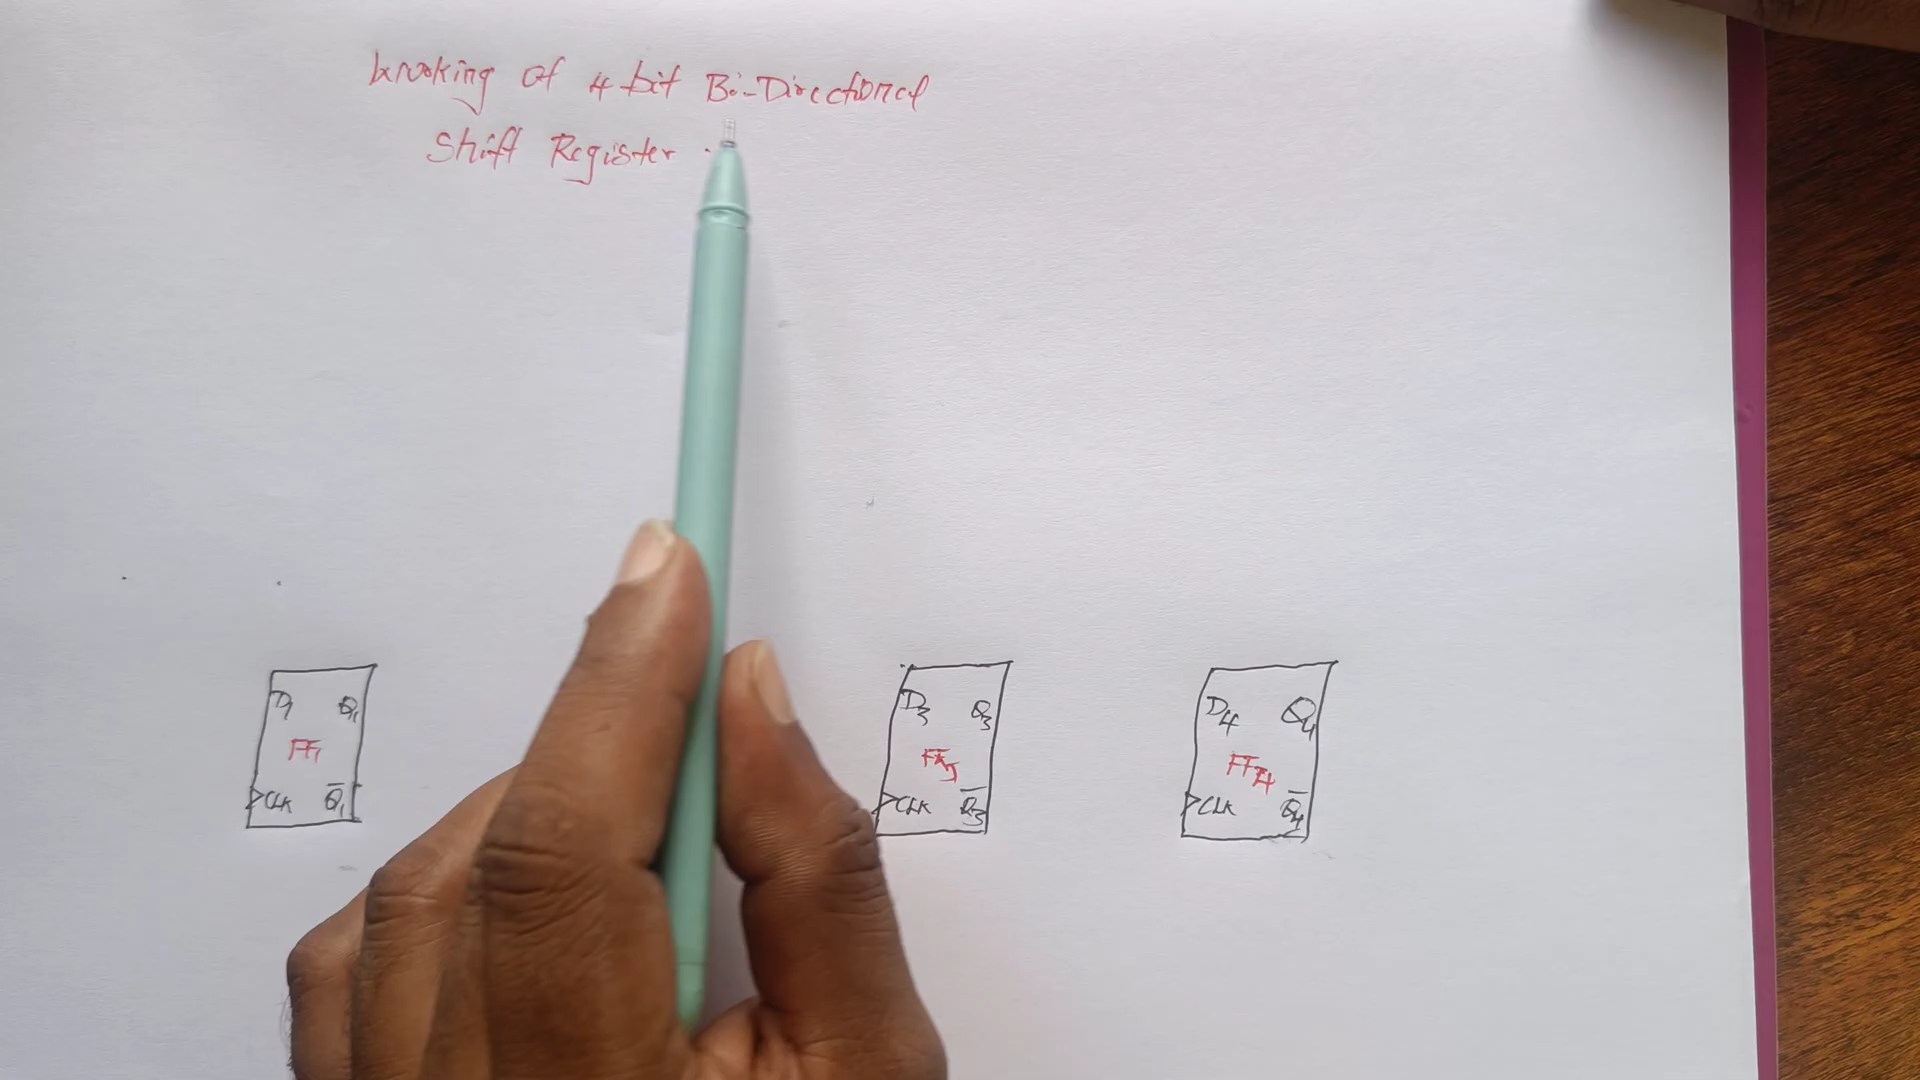 Working of 4-bit Bi-Directional
Shift Register.
D1 Q1
FF1
CLK Q̅1
D3 Q3
FF3
CLK Q̅3
D4 Q4
FF4
CLK Q̅4